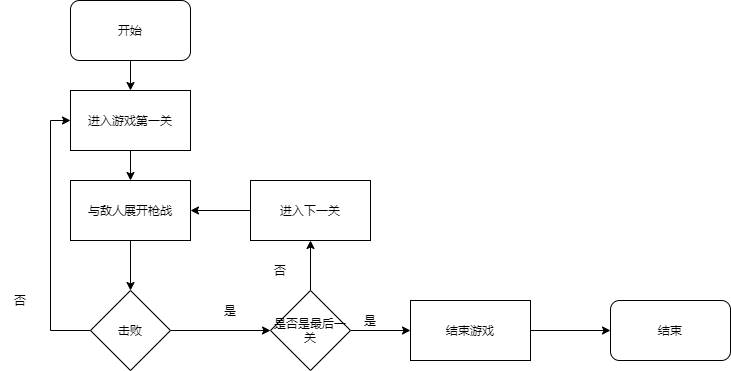 开始
进入游戏第一关
与敌人展开枪战
进入下一关
否
否
是
击败
是否是最后一
关
是
结束游戏
结束